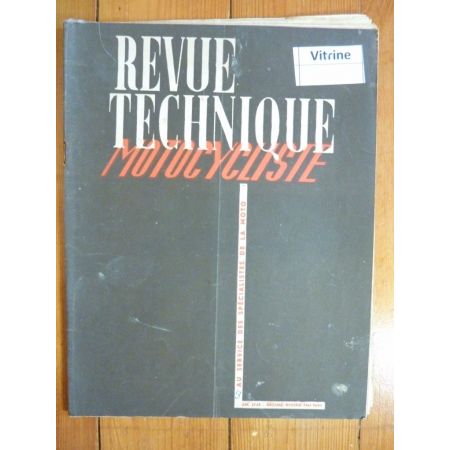 REVUE
TECHNIQUE
MOTOCYCLISTE
Vitrine
AU SERVICE DES SPÉCIALISTES DE LA MOTO